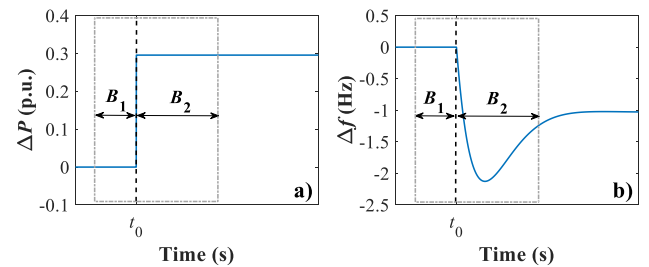 0.4
0.3
0.2
0.1
0
-0.1
ΔP (p.u.)
B1
B2
a)
t0
Time (s)
0.5
0
-0.5
-1
-1.5
-2
-2.5
Δf (Hz)
B1
B2
b)
t0
Time (s)